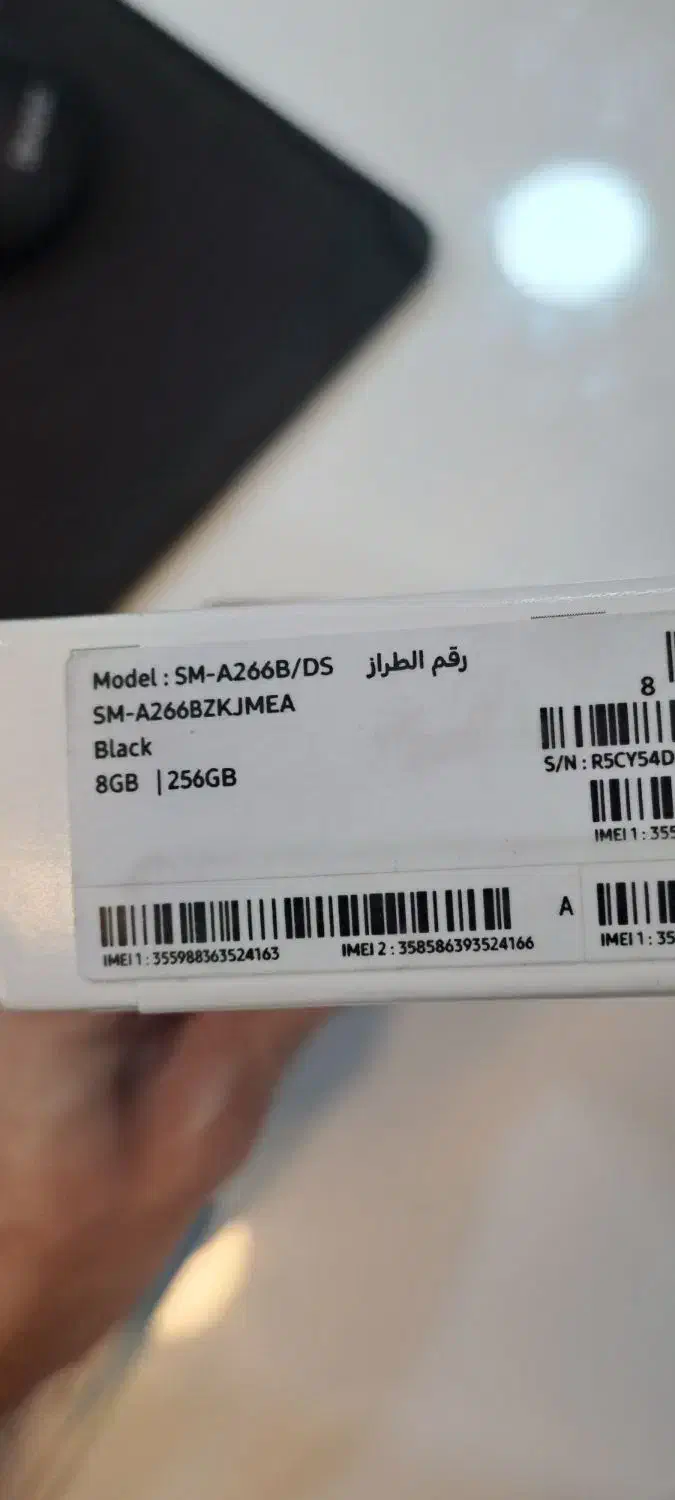 Model : SM-A266B/DS رقم الطراز
SM-A266BZKJMEA
Black
8GB | 256GB
8
S/N : R5CY54D
IMEI 1 : 355
A
IMEI 1 : 355988363524163 IMEI 2 : 358586393524166
IMEI 1 : 35